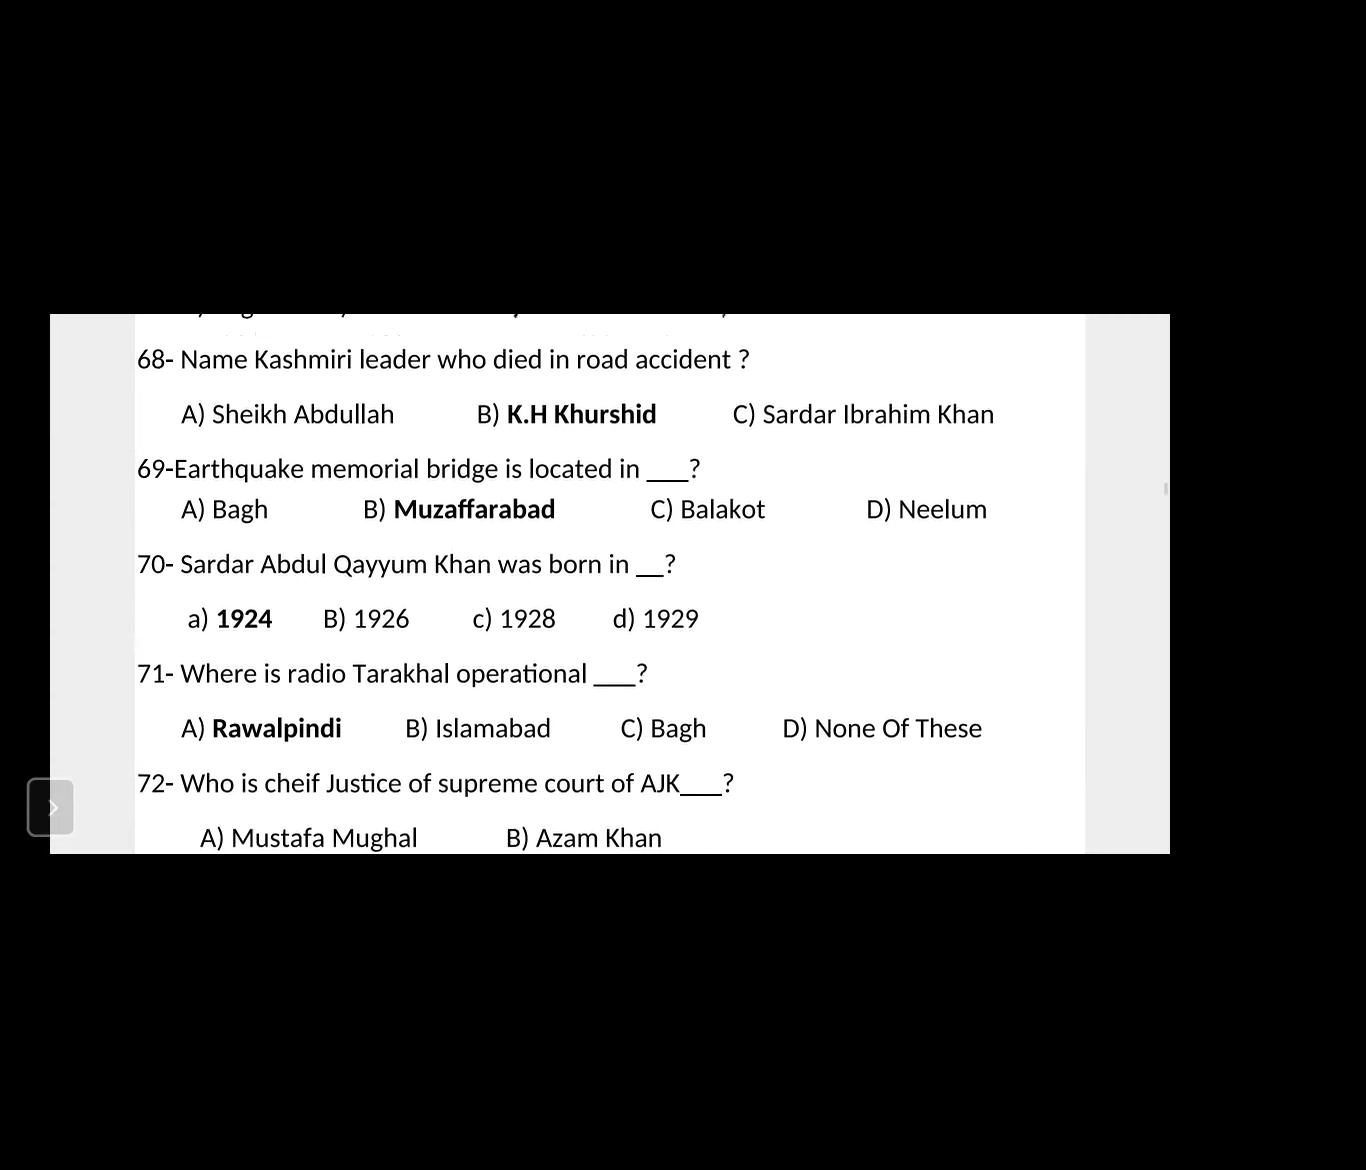 68- Name Kashmiri leader who died in road accident ?
A) Sheikh Abdullah B) K.H Khurshid C) Sardar Ibrahim Khan
69-Earthquake memorial bridge is located in ___?
A) Bagh B) Muzaffarabad C) Balakot D) Neelum
70- Sardar Abdul Qayyum Khan was born in __?
a) 1924 B) 1926 c) 1928 d) 1929
71- Where is radio Tarakhal operational ___?
A) Rawalpindi B) Islamabad C) Bagh D) None Of These
72- Who is cheif Justice of supreme court of AJK___?
A) Mustafa Mughal B) Azam Khan